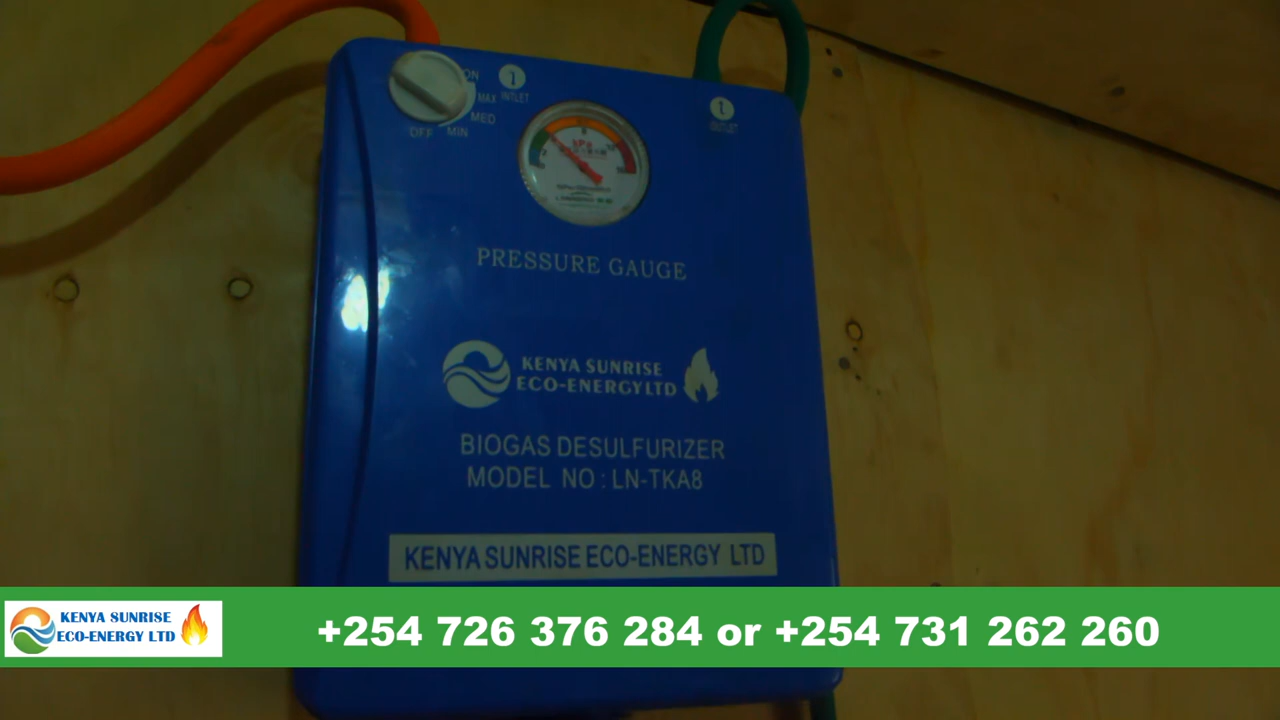 ON
MAX
MED
MIN
OFF
INTLET
OUTLET
kPa
PRESSURE GAUGE
KENYA SUNRISE
ECO-ENERGY LTD
BIOGAS DESULFURIZER
MODEL NO : LN-TKA8
KENYA SUNRISE ECO-ENERGY LTD
KENYA SUNRISE
ECO-ENERGY LTD
+254 726 376 284 or +254 731 262 260